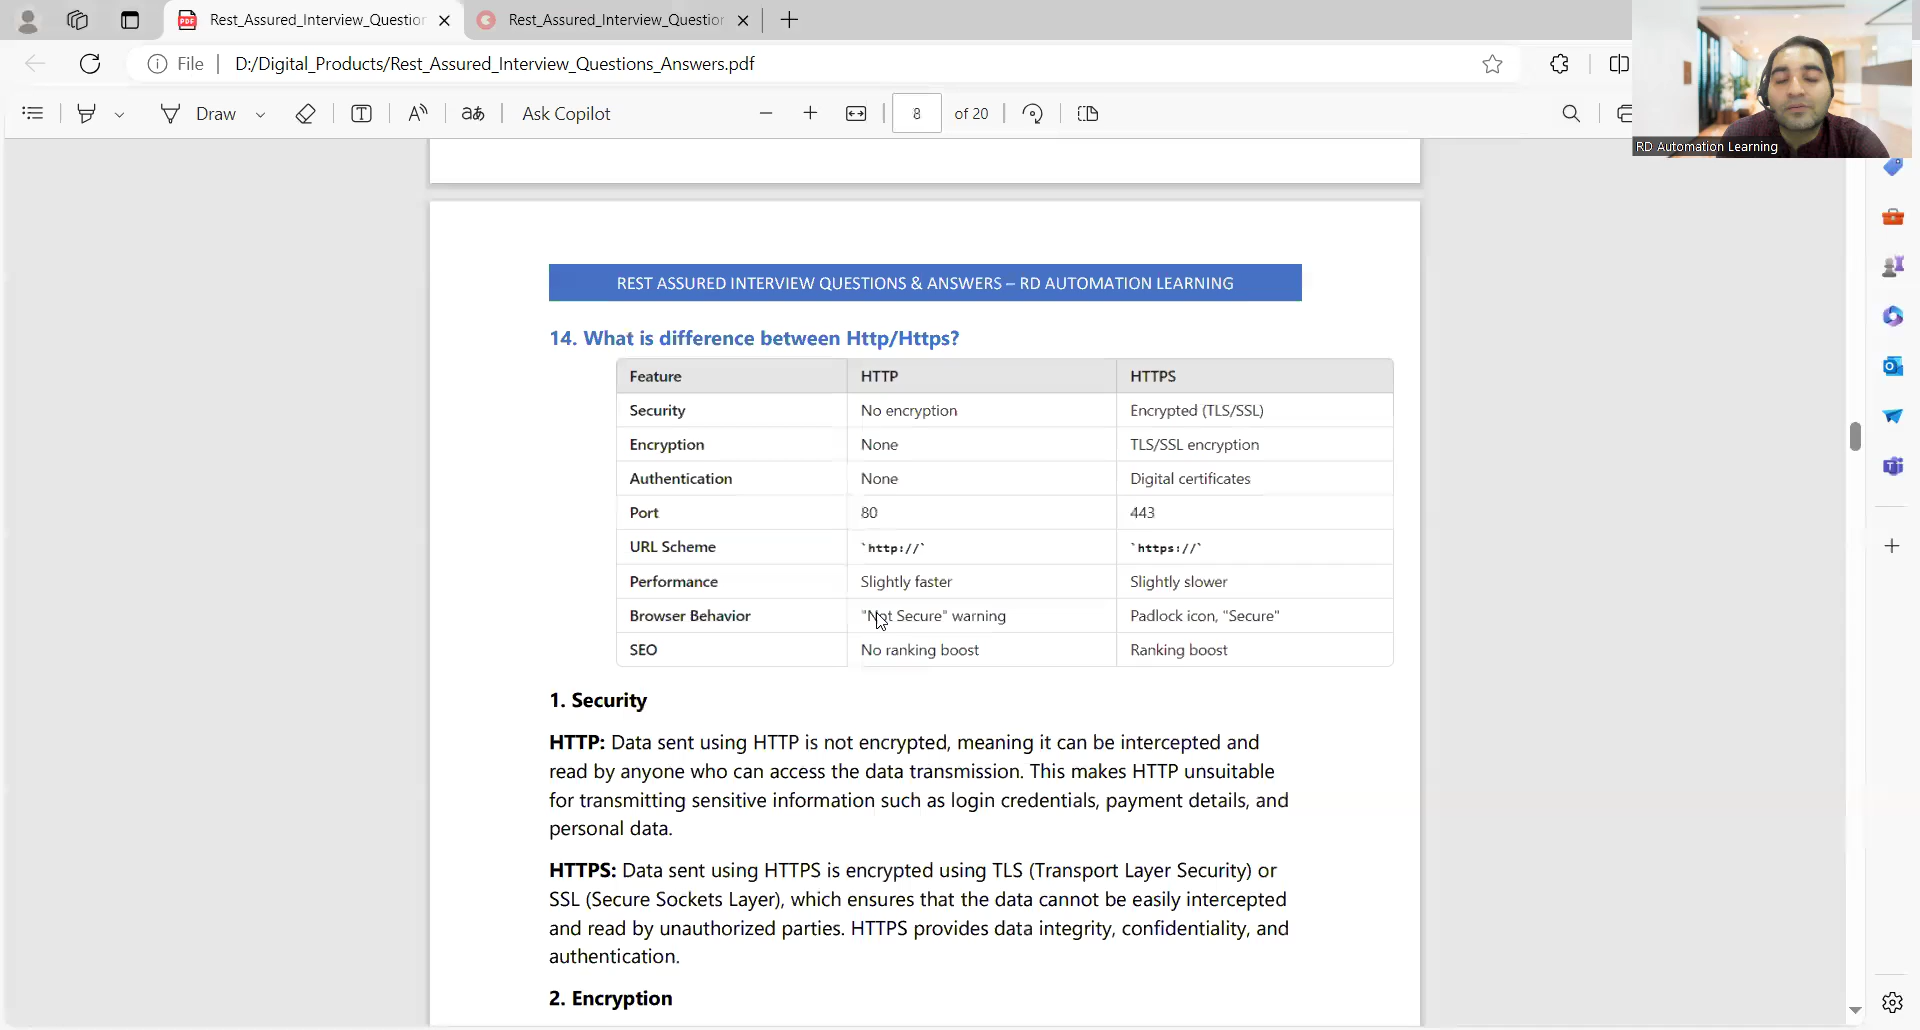 Rest_Assured_Interview_Question
Rest_Assured_Interview_Question
File
D:/Digital_Products/Rest_Assured_Interview_Questions_Answers.pdf
Draw
Ask Copilot
8 of 20
RD Automation Learning
REST ASSURED INTERVIEW QUESTIONS & ANSWERS – RD AUTOMATION LEARNING
14. What is difference between Http/Https?
Feature HTTP HTTPS
Security No encryption Encrypted (TLS/SSL)
Encryption None TLS/SSL encryption
Authentication None Digital certificates
Port 80 443
URL Scheme `http://` `https://`
Performance Slightly faster Slightly slower
Browser Behavior "Not Secure" warning Padlock icon, "Secure"
SEO No ranking boost Ranking boost
1. Security
HTTP: Data sent using HTTP is not encrypted, meaning it can be intercepted and
read by anyone who can access the data transmission. This makes HTTP unsuitable
for transmitting sensitive information such as login credentials, payment details, and
personal data.
HTTPS: Data sent using HTTPS is encrypted using TLS (Transport Layer Security) or
SSL (Secure Sockets Layer), which ensures that the data cannot be easily intercepted
and read by unauthorized parties. HTTPS provides data integrity, confidentiality, and
authentication.
2. Encryption